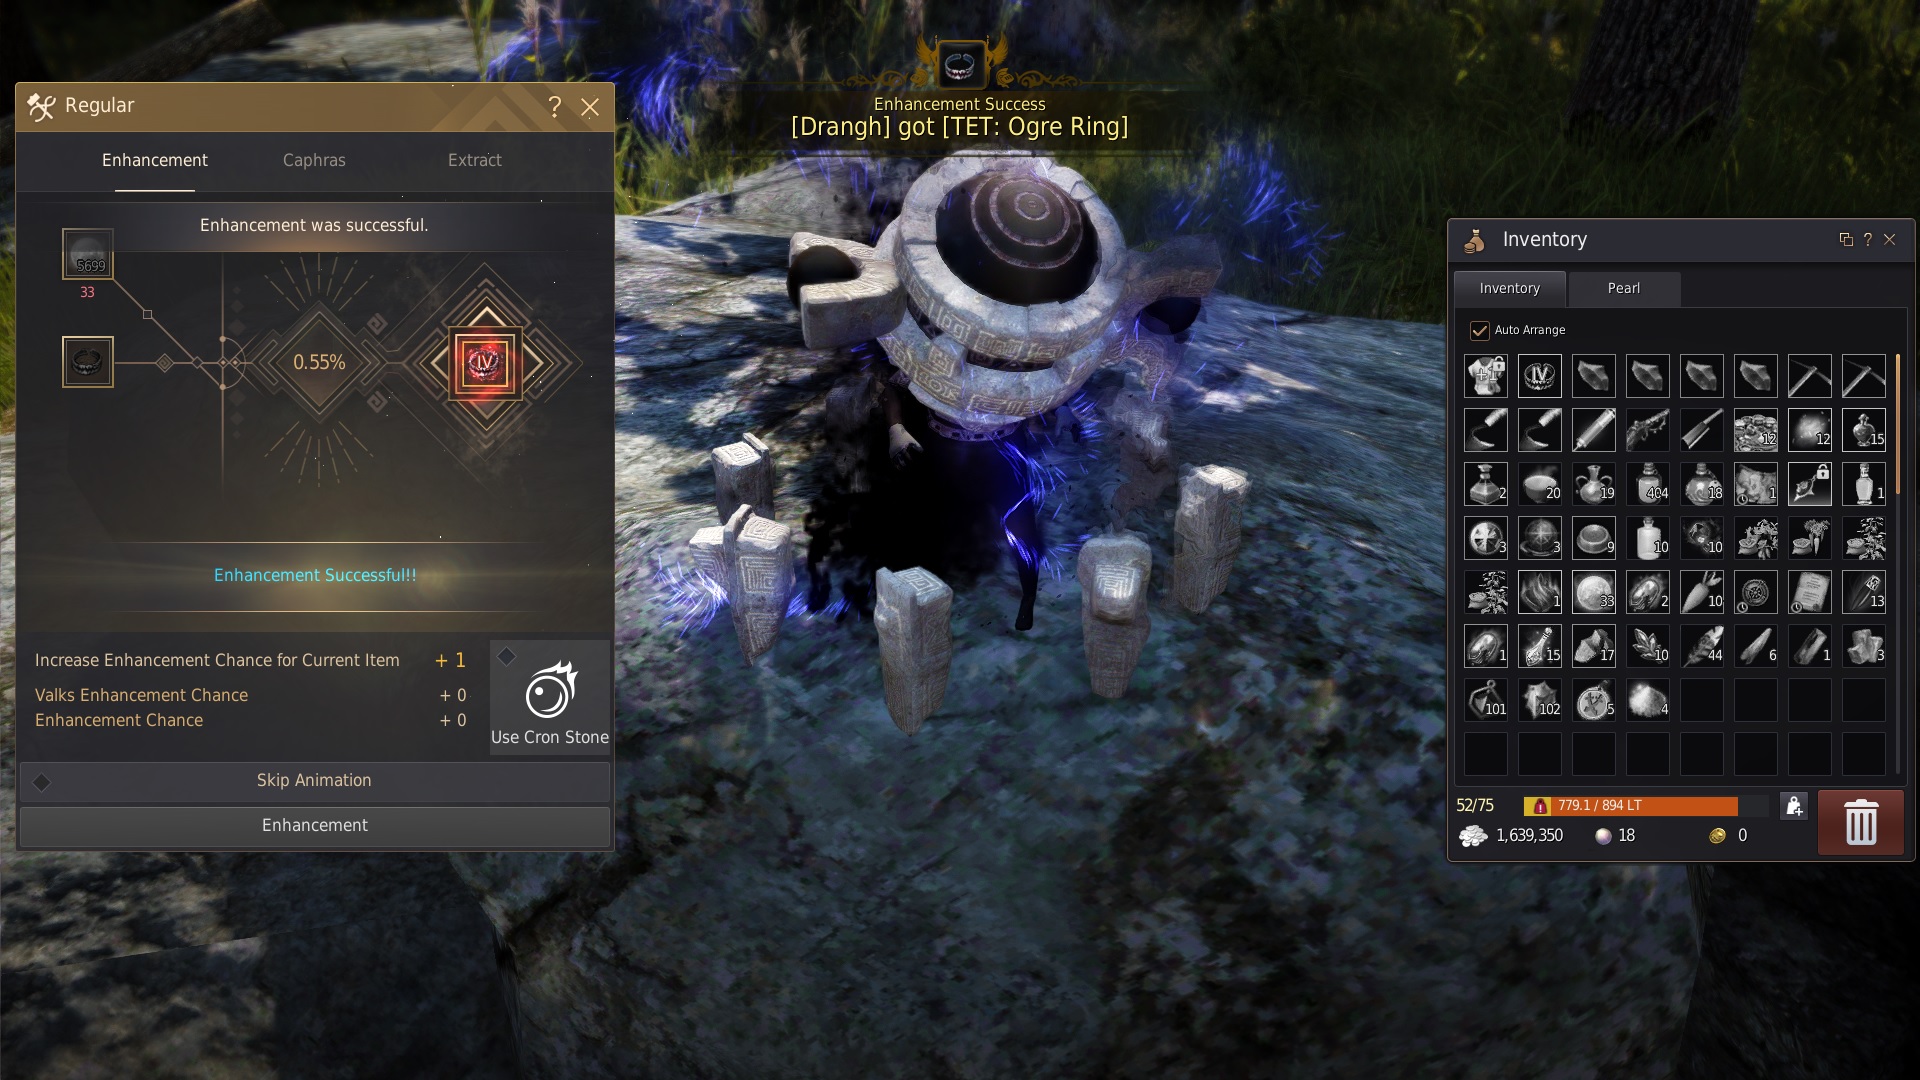 Enhancement Success
[Drangh] got [TET: Ogre Ring]
Regular
?
Enhancement
Caphras
Extract
Enhancement was successful.
5699
33
0.55%
IV
Enhancement Successful!!
Increase Enhancement Chance for Current Item + 1
Valks Enhancement Chance + 0
Enhancement Chance + 0
Use Cron Stone
Skip Animation
Enhancement
Inventory
?
Inventory
Pearl
Auto Arrange
+1 IV
12 12 15
2 20 19 404 18 1 1
3 3 9 10 10
1 33 2 10 13
1 15 17 10 44 6 1 3
101 102 5 4
52/75
779.1 / 894 LT
1,639,350
18
0